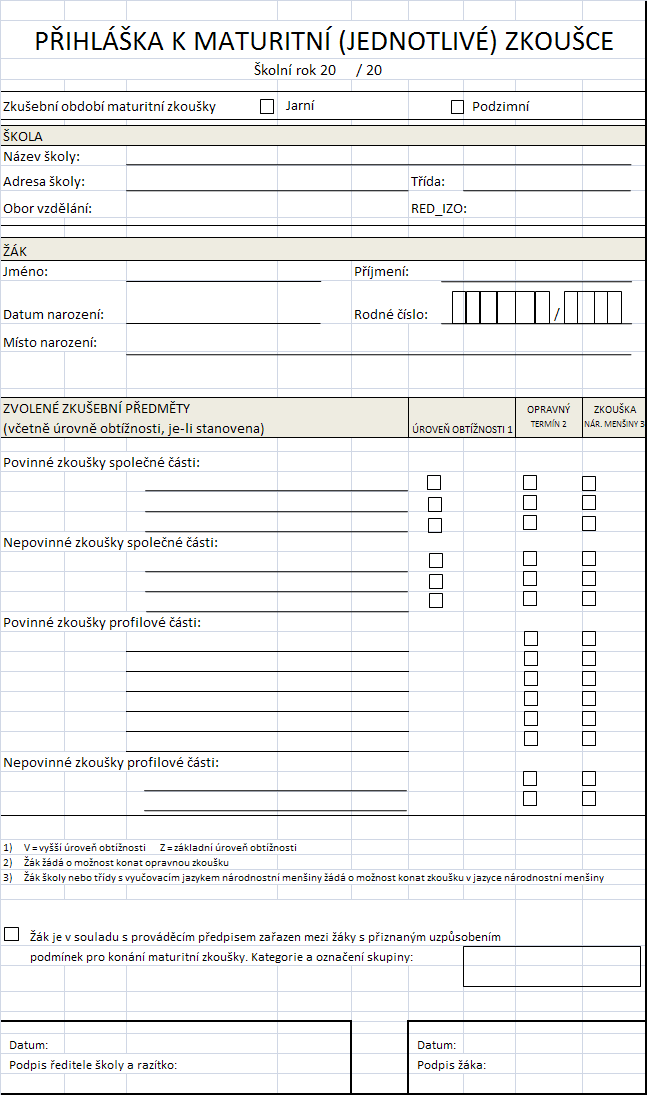 PŘIHLÁŠKA K MATURITNÍ (JEDNOTLIVÉ) ZKOUŠCE
Školní rok 20 / 20
Zkušební období maturitní zkoušky Jarní Podzimní
ŠKOLA
Název školy:
Adresa školy: Třída:
Obor vzdělání: RED_IZO:
ŽÁK
Jméno: Příjmení:
Datum narození: Rodné číslo: /
Místo narození:
ZVOLENÉ ZKUŠEBNÍ PŘEDMĚTY OPRAVNÝ ZKOUŠKA
(včetně úrovně obtížnosti, je-li stanovena) ÚROVEŇ OBTÍŽNOSTI 1 TERMÍN 2 NÁR. MENŠINY 3
Povinné zkoušky společné části:
Nepovinné zkoušky společné části:
Povinné zkoušky profilové části:
Nepovinné zkoušky profilové části:
1) V = vyšší úroveň obtížnosti Z = základní úroveň obtížnosti
2) Žák žádá o možnost konat opravnou zkoušku
3) Žák školy nebo třídy s vyučovacím jazykem národnostní menšiny žádá o možnost konat zkoušku v jazyce národnostní menšiny
Žák je v souladu s prováděcím předpisem zařazen mezi žáky s přiznaným uzpůsobením
podmínek pro konání maturitní zkoušky. Kategorie a označení skupiny:
Datum: Datum:
Podpis ředitele školy a razítko: Podpis žáka: